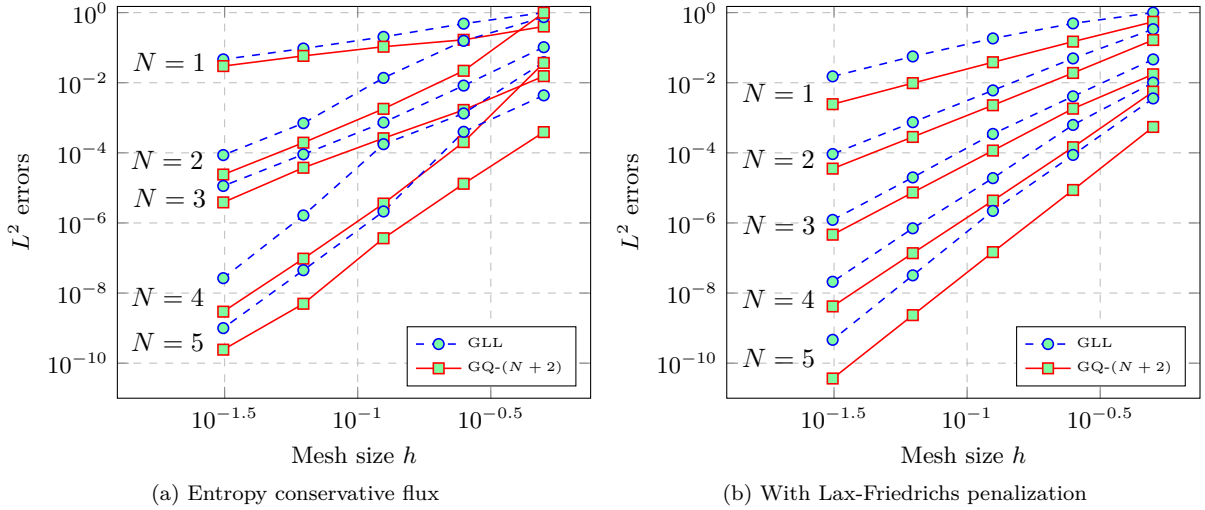 10^0
10^−2
10^−4
10^−6
10^−8
10^−10
L^2 errors
N = 1
N = 2
N = 3
N = 4
N = 5
GLL
GQ-(N + 2)
10^−1.5
10^−1
10^−0.5
Mesh size h
(a) Entropy conservative flux
10^0
10^−2
10^−4
10^−6
10^−8
10^−10
L^2 errors
N = 1
N = 2
N = 3
N = 4
N = 5
GLL
GQ-(N + 2)
10^−1.5
10^−1
10^−0.5
Mesh size h
(b) With Lax-Friedrichs penalization